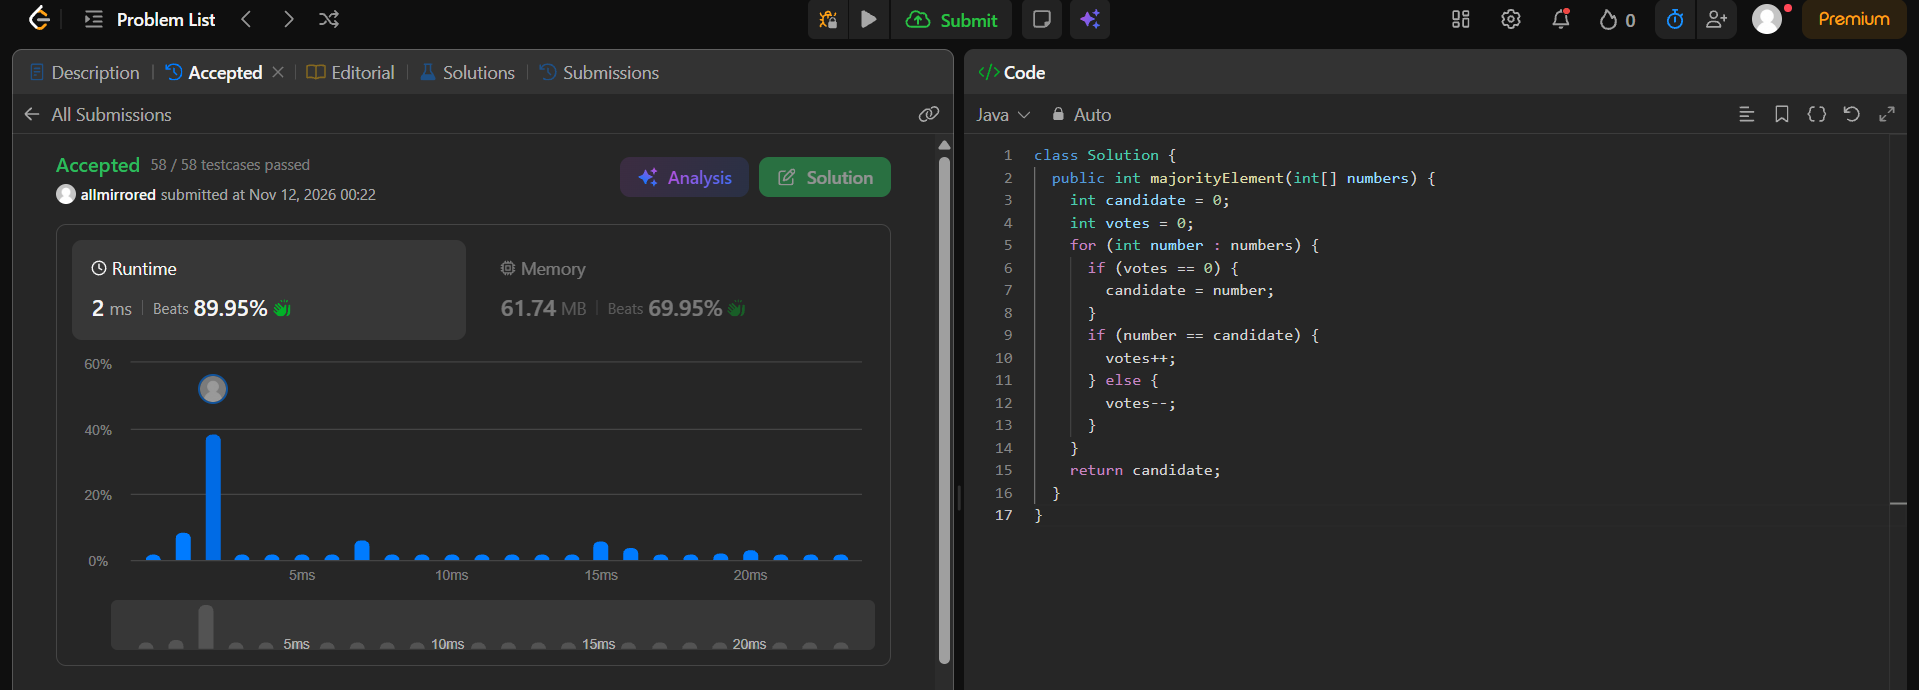 Problem List
Submit
0
Premium
Description
Accepted
Editorial
Solutions
Submissions
All Submissions
Accepted 58 / 58 testcases passed
allmirrored submitted at Nov 12, 2026 00:22
Analysis
Solution
Runtime
2 ms | Beats 89.95%
Memory
61.74 MB | Beats 69.95%
60%
40%
20%
0%
5ms 10ms 15ms 20ms
5ms 10ms 15ms 20ms
</> Code
Java
Auto
1 class Solution {
2   public int majorityElement(int[] numbers) {
3     int candidate = 0;
4     int votes = 0;
5     for (int number : numbers) {
6       if (votes == 0) {
7         candidate = number;
8       }
9       if (number == candidate) {
10         votes++;
11       } else {
12         votes--;
13       }
14     }
15     return candidate;
16   }
17 }